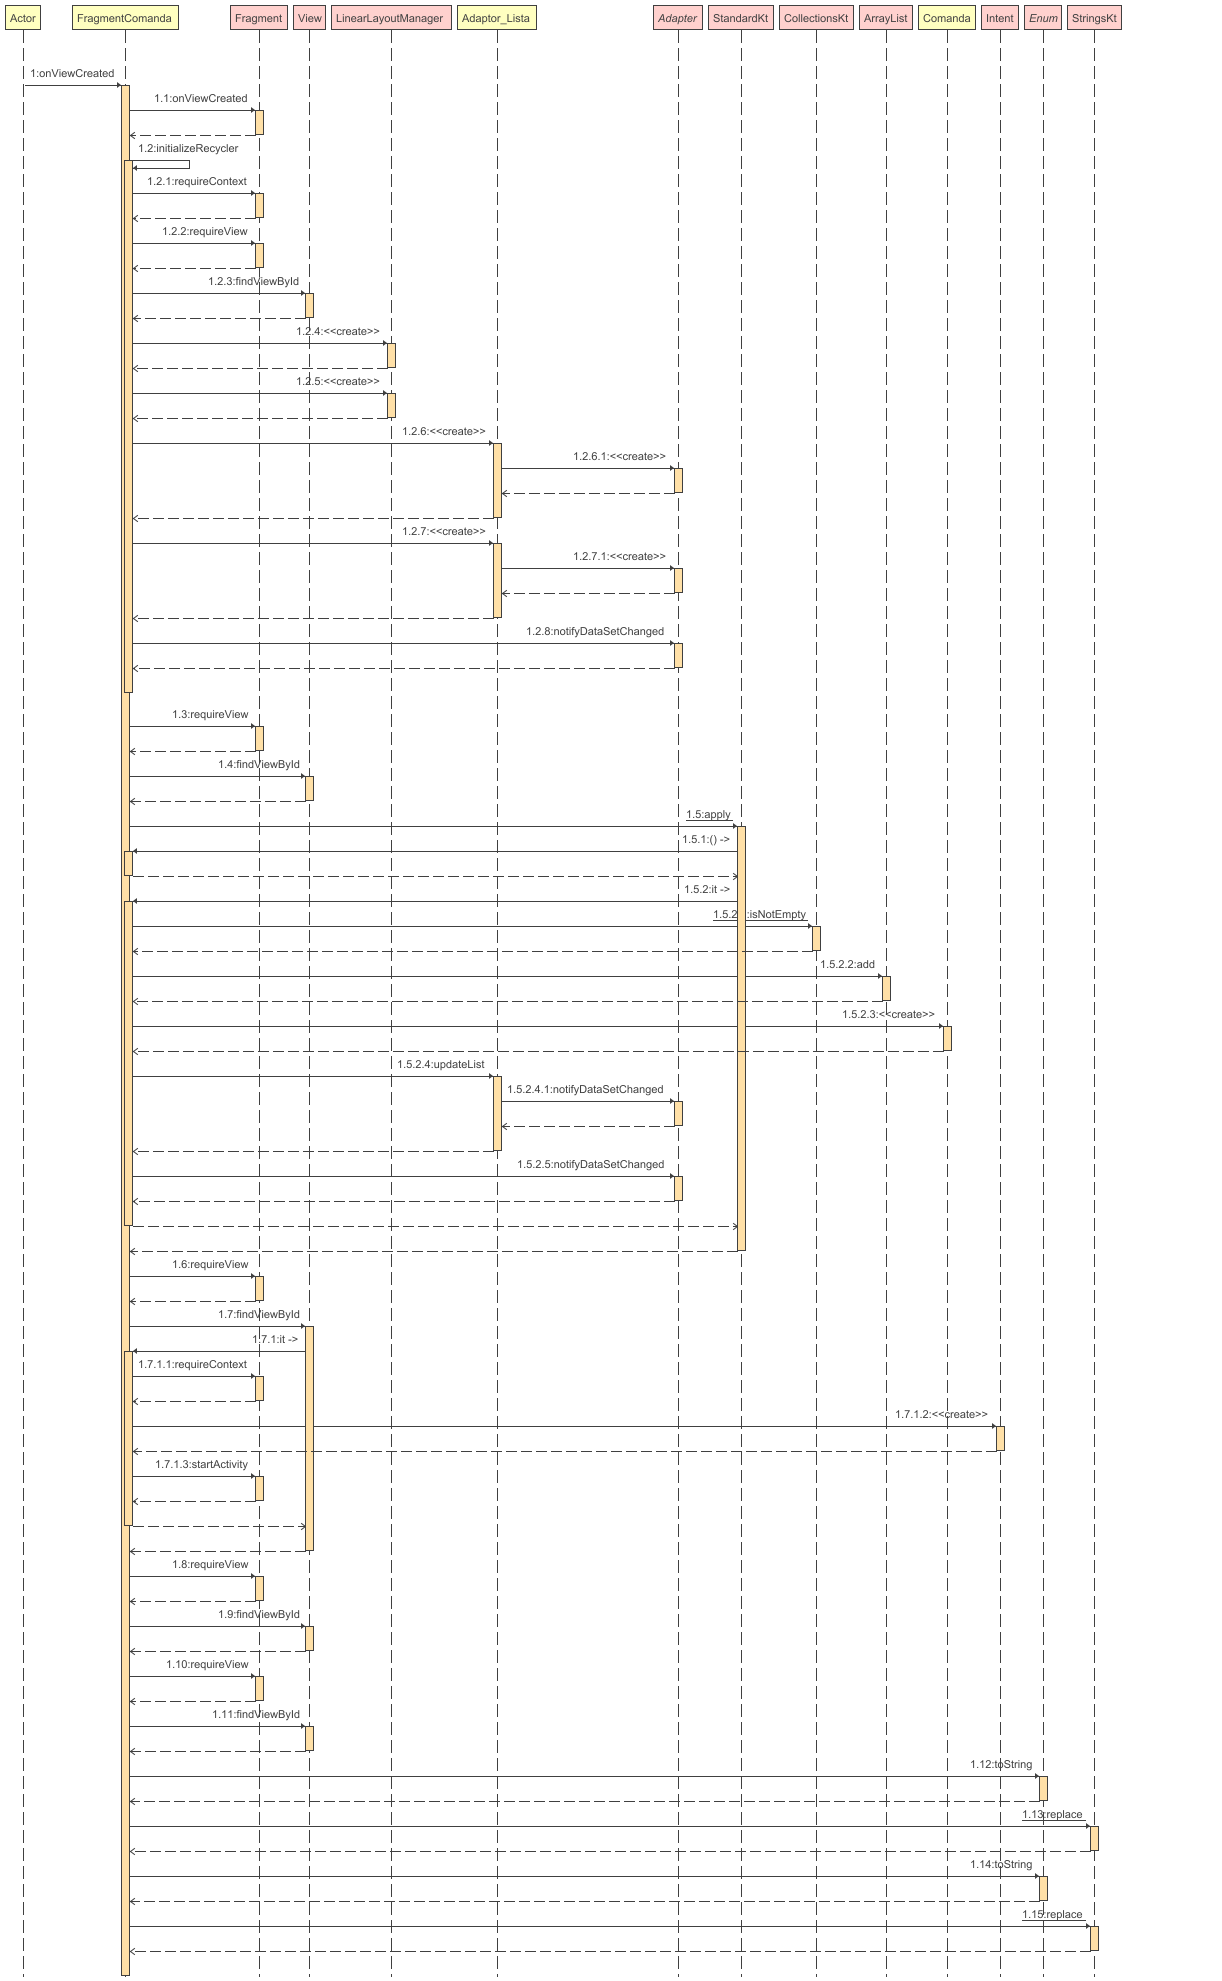 Actor FragmentComanda Fragment View LinearLayoutManager Adaptor_Lista Adapter StandardKt CollectionsKt ArrayList Comanda Intent Enum StringsKt
1:onViewCreated
1.1:onViewCreated
1.2:initializeRecycler
1.2.1:requireContext
1.2.2:requireView
1.2.3:findViewById
1.2.4:<<create>>
1.2.5:<<create>>
1.2.6:<<create>>
1.2.6.1:<<create>>
1.2.7:<<create>>
1.2.7.1:<<create>>
1.2.8:notifyDataSetChanged
1.3:requireView
1.4:findViewById
1.5:apply
1.5.1:() ->
1.5.2:it ->
1.5.2 :isNotEmpty
1.5.2.2:add
1.5.2.3:<<create>>
1.5.2.4:updateList
1.5.2.4.1:notifyDataSetChanged
1.5.2.5:notifyDataSetChanged
1.6:requireView
1.7:findViewById
1.7.1:it ->
1.7.1.1:requireContext
1.7.1.2:<<create>>
1.7.1.3:startActivity
1.8:requireView
1.9:findViewById
1.10:requireView
1.11:findViewById
1.12:toString
1.13:replace
1.14:toString
1.15:replace